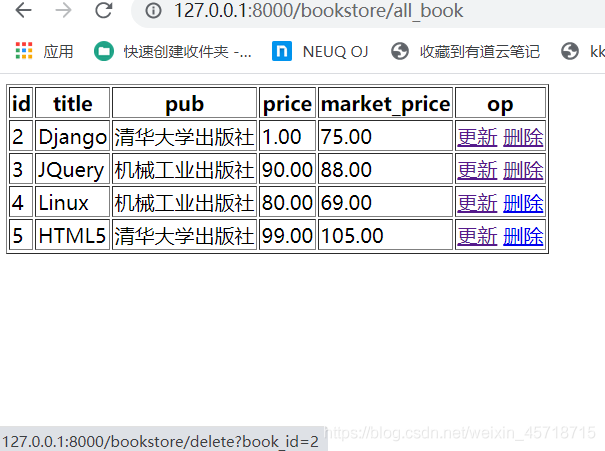 127.0.0.1:8000/bookstore/all_book
应用 快速创建收件夹 -... NEUQ OJ 收藏到有道云笔记 kk
id title pub price market_price op
2 Django 清华大学出版社 1.00 75.00 更新 删除
3 JQuery 机械工业出版社 90.00 88.00 更新 删除
4 Linux 机械工业出版社 80.00 69.00 更新 删除
5 HTML5 清华大学出版社 99.00 105.00 更新 删除
127.0.0.1:8000/bookstore/delete?book_id=2 https://blog.csdn.net/weixin_45718715